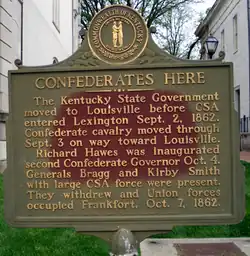 CONFEDERATES HERE
The Kentucky State Government
moved to Louisville before CSA
entered Lexington Sept. 2, 1862.
Confederate cavalry moved through
Sept. 3 on way toward Louisville.
Richard Hawes was inaugurated
second Confederate Governor Oct. 4.
Generals Bragg and Kirby Smith
with large CSA force were present.
They withdrew and Union forces
occupied Frankfort, Oct. 7, 1862.